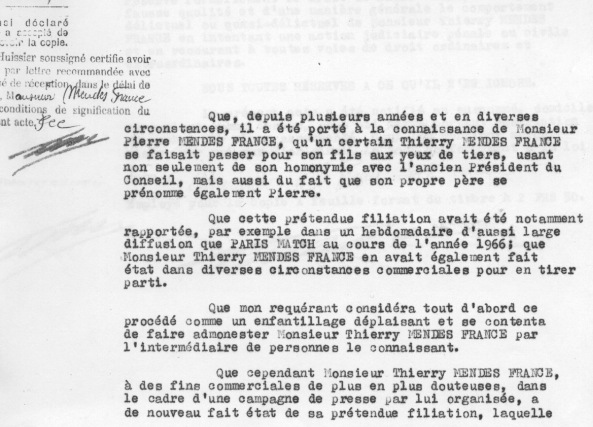 ci déclaré
a accepté de
la copie.
Huissier soussigné certifie avoir
par lettre recommandée avec
de réception, dans le délai de
Monsieur Mendes France
conditions de signification du
nt acte,
Que, depuis plusieurs années et en diverses
circonstances, il a été porté à la connaissance de Monsieur
Pierre MENDES FRANCE, qu'un certain Thierry MENDES FRANCE
se faisait passer pour son fils aux yeux de tiers, usant
non seulement de son homonymie avec l'ancien Président du
Conseil, mais aussi du fait que son propre père se
prénomme également Pierre.
Que cette prétendue filiation avait été notamment
rapportée, par exemple dans un hebdomadaire d'aussi large
diffusion que PARIS MATCH au cours de l'année 1966; que
Monsieur Thierry MENDES FRANCE en avait également fait
état dans diverses circonstances commerciales pour en tirer
parti.
Que mon requérant considéra tout d'abord ce
procédé comme un enfantillage déplaisant et se contenta
de faire admonester Monsieur Thierry MENDES FRANCE par
l'intermédiaire de personnes le connaissant.
Que cependant Monsieur Thierry MENDES FRANCE,
à des fins commerciales de plus en plus douteuses, dans
le cadre d'une campagne de presse par lui organisée, a
de nouveau fait état de sa prétendue filiation, laquelle